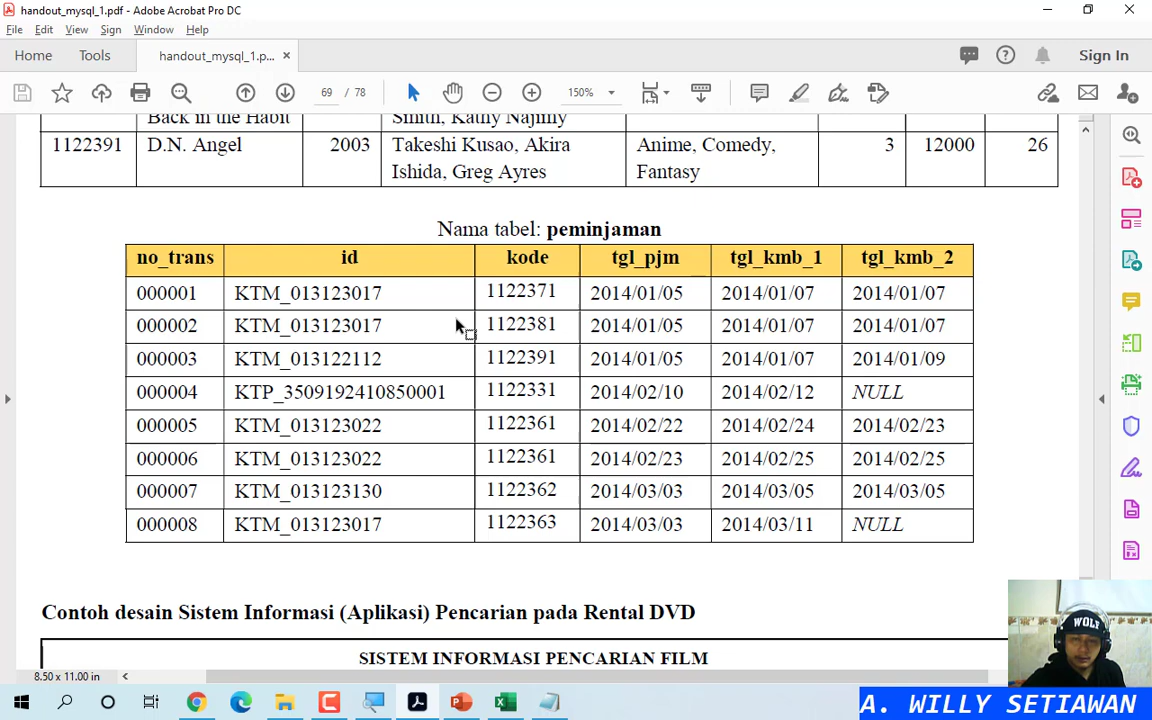 handout_mysql_1.pdf - Adobe Acrobat Pro DC
File Edit View Sign Window Help
Home Tools handout_mysql_1.p... × Sign In
69 / 78 150%
Back in the Habit Smith, Kathy Najimy
1122391 D.N. Angel 2003 Takeshi Kusao, Akira Anime, Comedy, 3 12000 26
Ishida, Greg Ayres Fantasy
Nama tabel: peminjaman
no_trans id kode tgl_pjm tgl_kmb_1 tgl_kmb_2
000001 KTM_013123017 1122371 2014/01/05 2014/01/07 2014/01/07
000002 KTM_013123017 1122381 2014/01/05 2014/01/07 2014/01/07
000003 KTM_013122112 1122391 2014/01/05 2014/01/07 2014/01/09
000004 KTP_3509192410850001 1122331 2014/02/10 2014/02/12 NULL
000005 KTM_013123022 1122361 2014/02/22 2014/02/24 2014/02/23
000006 KTM_013123022 1122361 2014/02/23 2014/02/25 2014/02/25
000007 KTM_013123130 1122362 2014/03/03 2014/03/05 2014/03/05
000008 KTM_013123017 1122363 2014/03/03 2014/03/11 NULL
Contoh desain Sistem Informasi (Aplikasi) Pencarian pada Rental DVD
SISTEM INFORMASI PENCARIAN FILM
8.50 x 11.00 in
WOLF
A. WILLY SETIAWAN